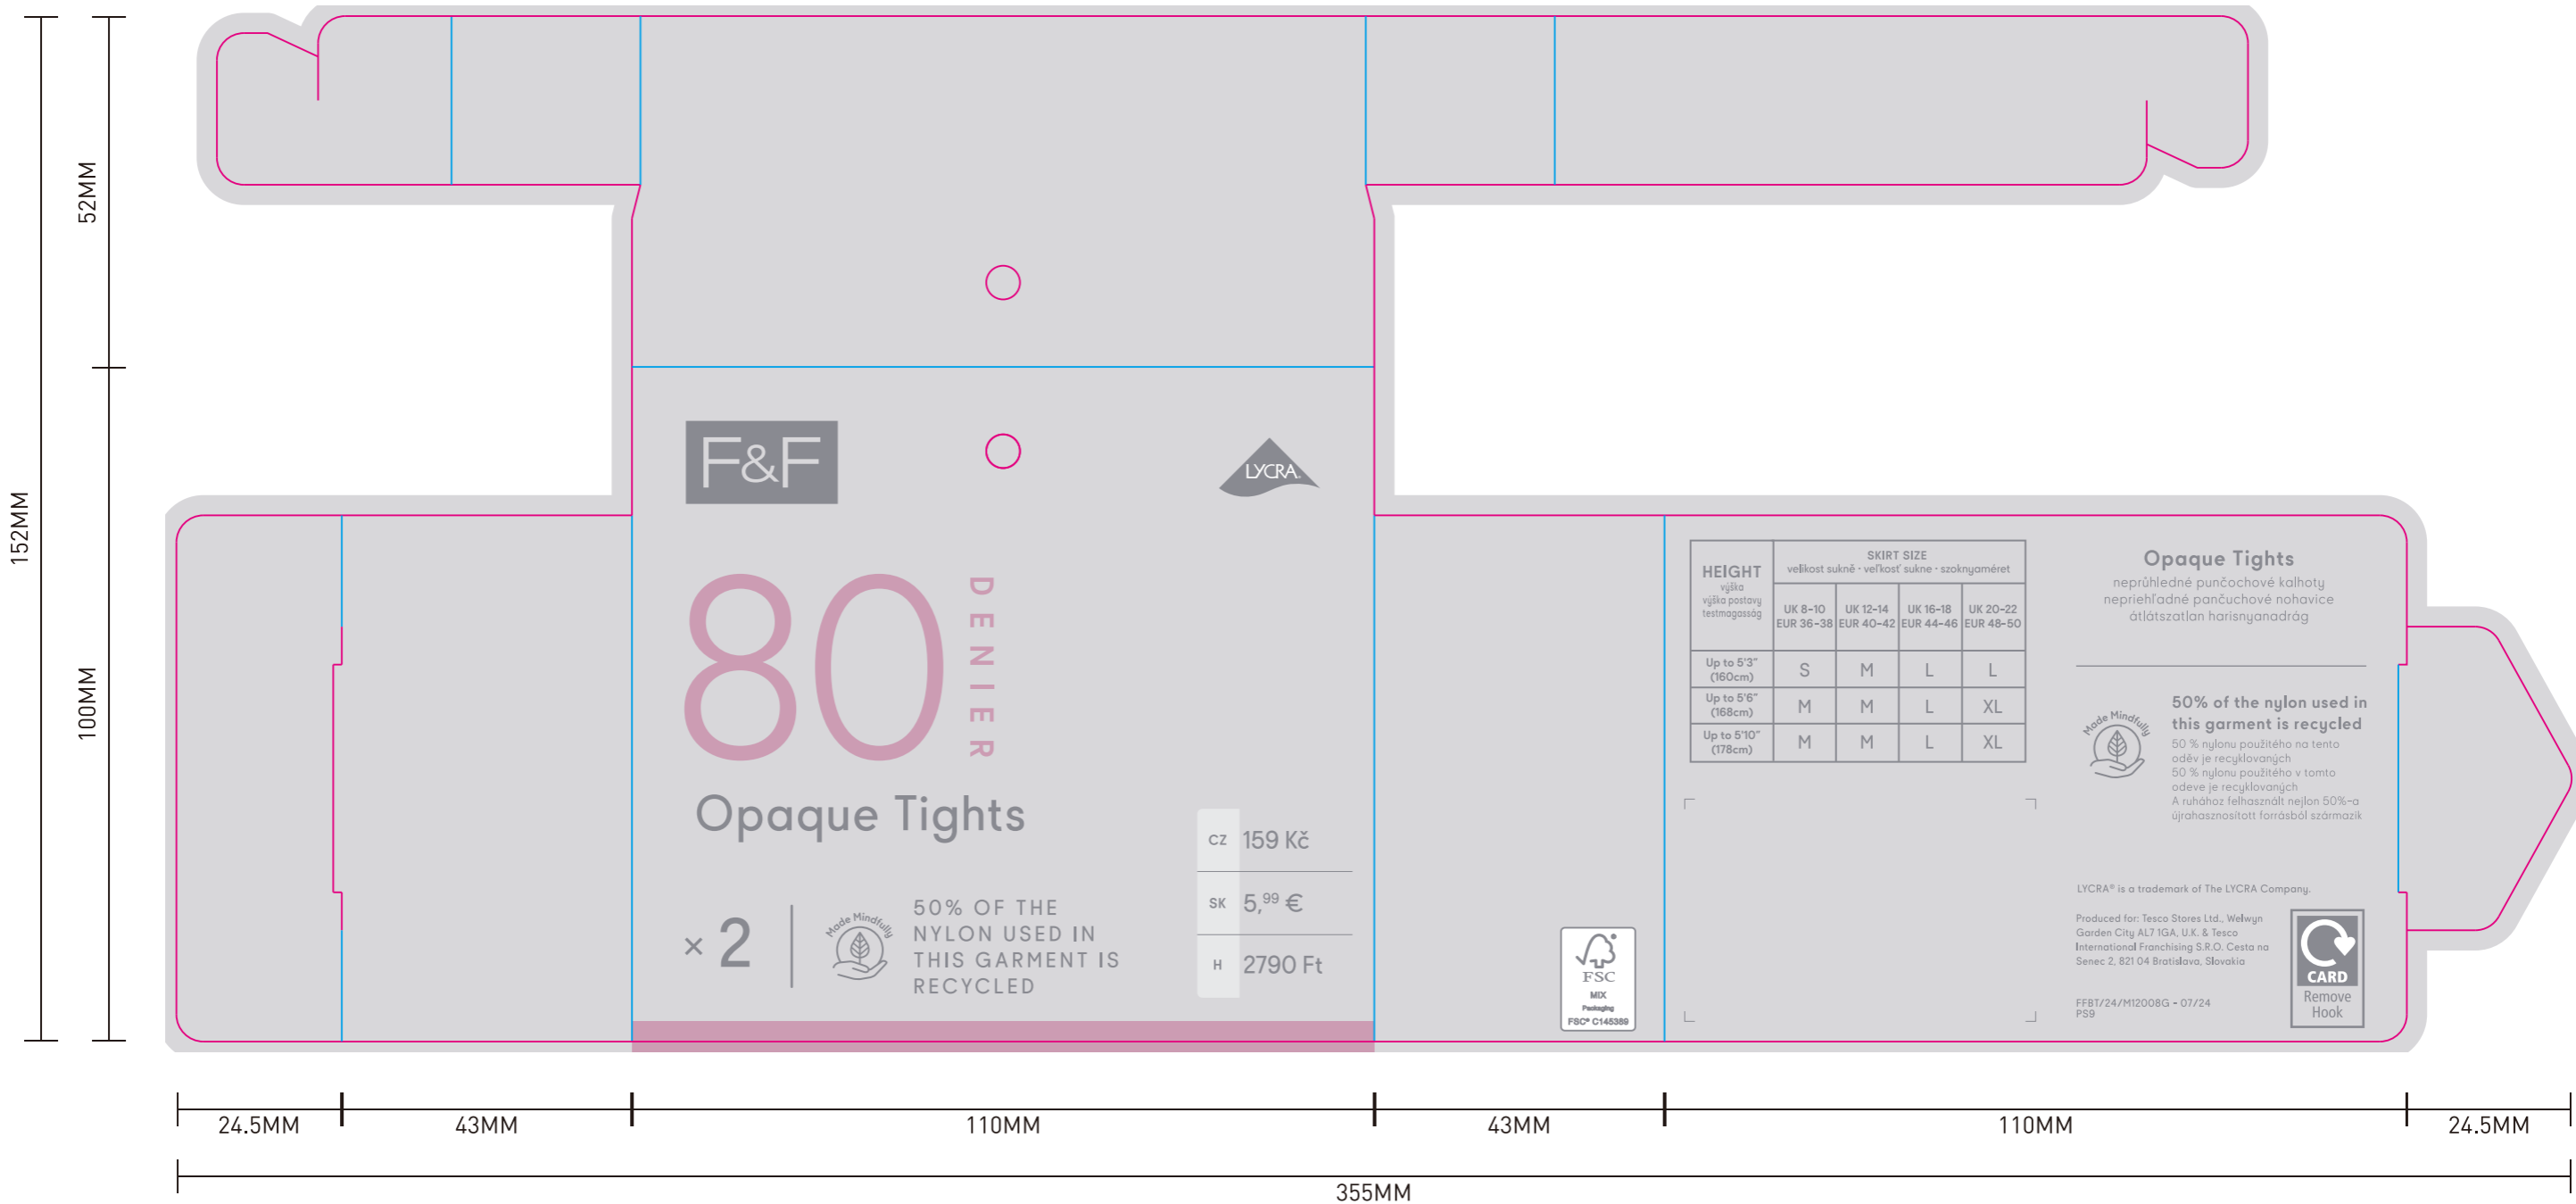 152MM
52MM
100MM
F&F
LYCRA®
80
DENIER
Opaque Tights
× 2
Made Mindfully
50% OF THE
NYLON USED IN
THIS GARMENT IS
RECYCLED
CZ 159 Kč
SK 5,99 €
H 2790 Ft
FSC
MIX
Packaging
FSC® C145389
HEIGHT
výška
výška postavy
testmagasság
SKIRT SIZE
velikost sukně • veľkosť sukne • szoknyaméret
UK 8-10 UK 12-14 UK 16-18 UK 20-22
EUR 36-38 EUR 40-42 EUR 44-46 EUR 48-50
Up to 5'3"
(160cm) S M L L
Up to 5'6"
(168cm) M M L XL
Up to 5'10"
(178cm) M M L XL
Opaque Tights
neprůhledné punčochové kalhoty
nepriehľadné pančuchové nohavice
átlátszatlan harisnyanadrág
Made Mindfully
50% of the nylon used in
this garment is recycled
50 % nylonu použitého na tento
oděv je recyklovaných
50 % nylonu použitého v tomto
odeve je recyklovaných
A ruhához felhasznált nejlon 50%-a
újrahasznosított forrásból származik
LYCRA® is a trademark of The LYCRA Company.
Produced for: Tesco Stores Ltd., Welwyn
Garden City AL7 1GA, U.K. & Tesco
International Franchising S.R.O. Cesta na
Senec 2, 821 04 Bratislava, Slovakia
FFBT/24/M12008G - 07/24
PS9
CARD
Remove
Hook
24.5MM 43MM 110MM 43MM 110MM 24.5MM
355MM